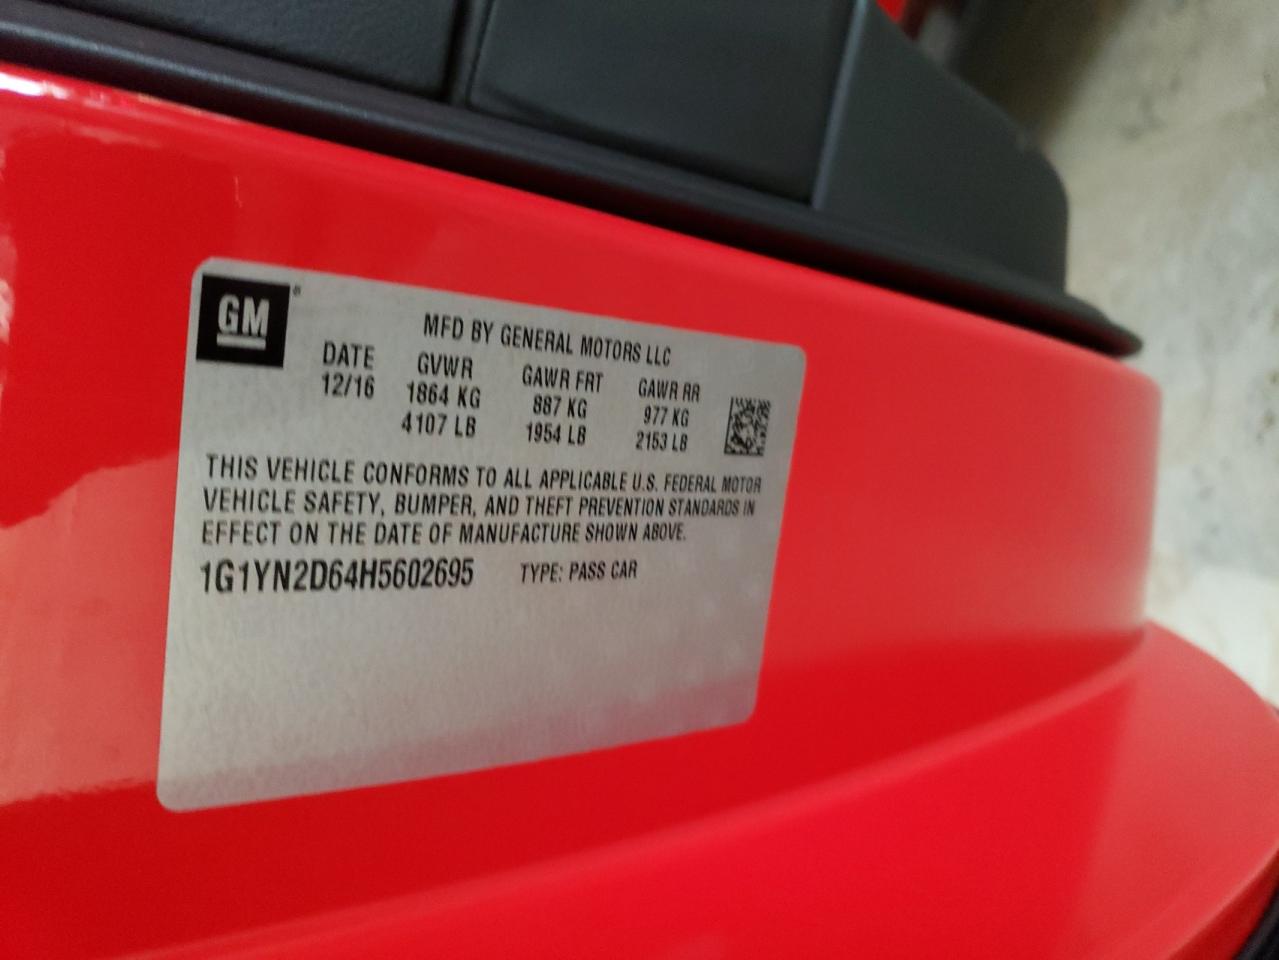 GM
MFD BY GENERAL MOTORS LLC
DATE GVWR GAWR FRT GAWR RR
12/16 1864 KG 887 KG 977 KG
4107 LB 1954 LB 2153 LB
THIS VEHICLE CONFORMS TO ALL APPLICABLE U.S. FEDERAL MOTOR
VEHICLE SAFETY, BUMPER, AND THEFT PREVENTION STANDARDS IN
EFFECT ON THE DATE OF MANUFACTURE SHOWN ABOVE.
1G1YN2D64H5602695 TYPE: PASS CAR